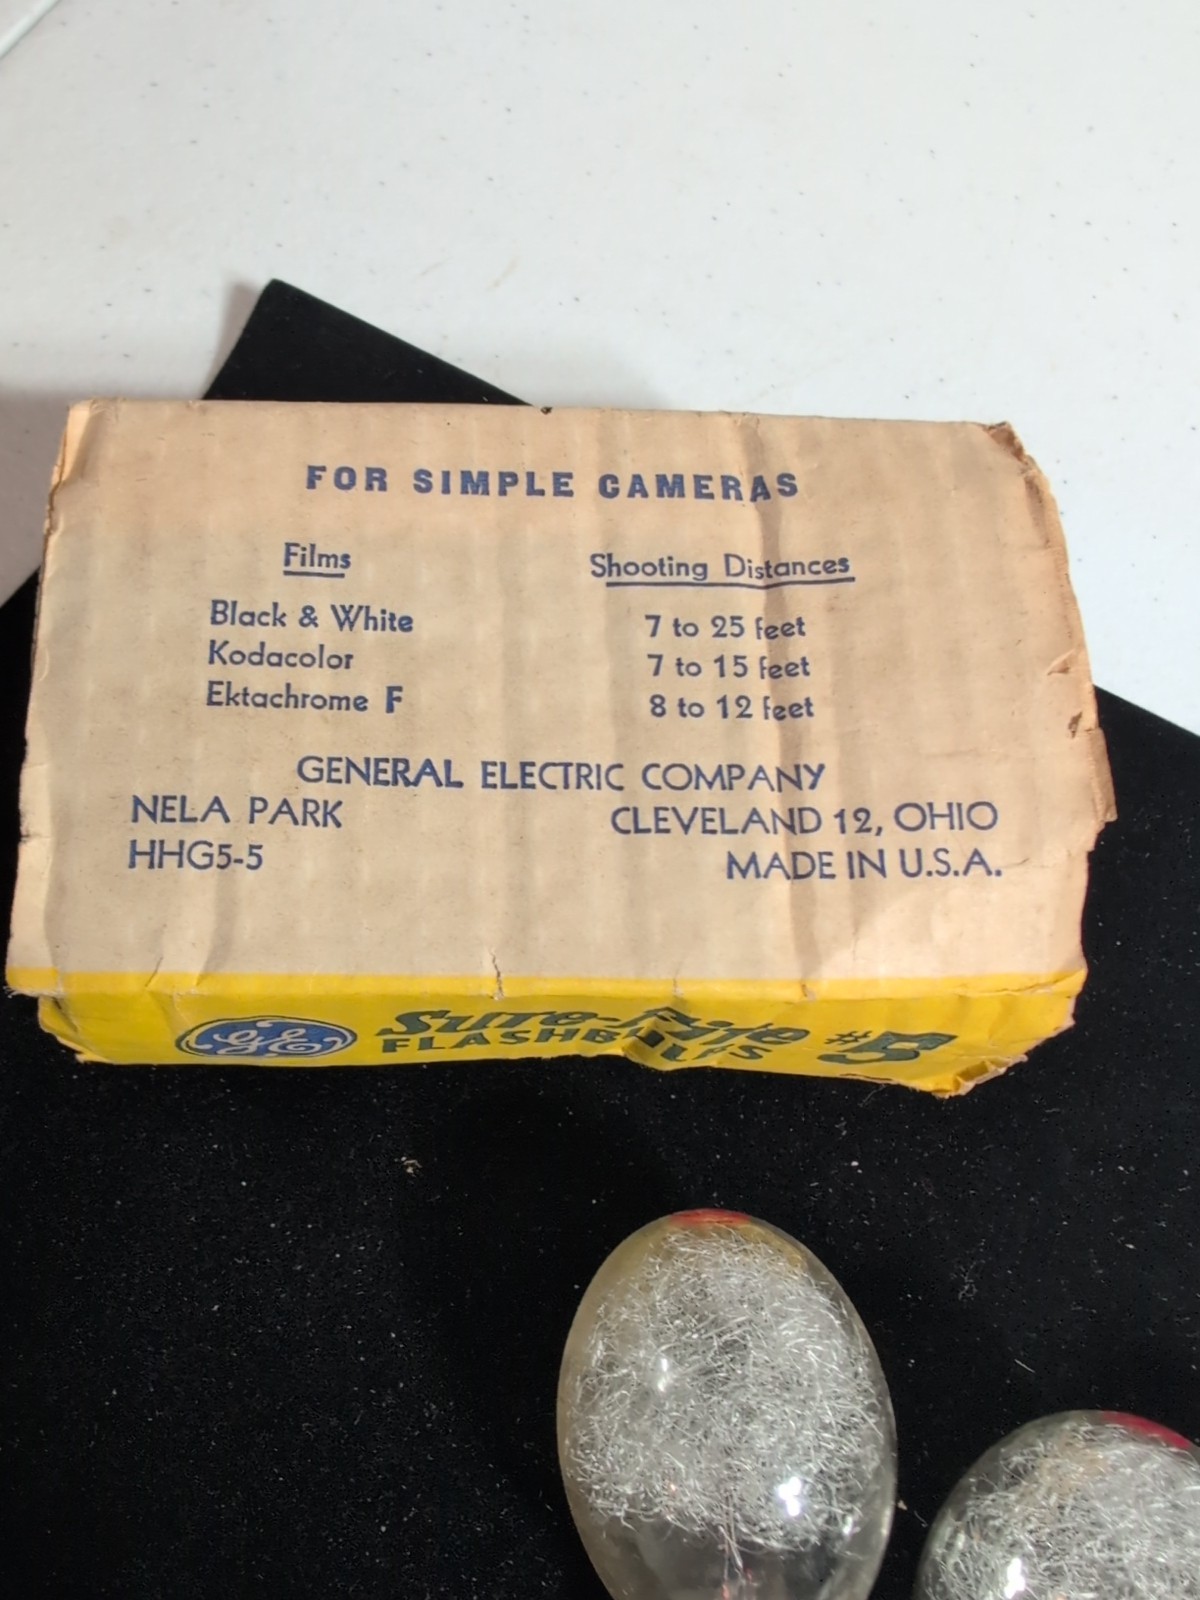 FOR SIMPLE CAMERAS
Films Shooting Distances
Black & White 7 to 25 feet
Kodacolor 7 to 15 feet
Ektachrome F 8 to 12 feet
GENERAL ELECTRIC COMPANY
NELA PARK CLEVELAND 12, OHIO
HHG5-5 MADE IN U.S.A.
GE Sure-Fire #5
FLASHBULBS